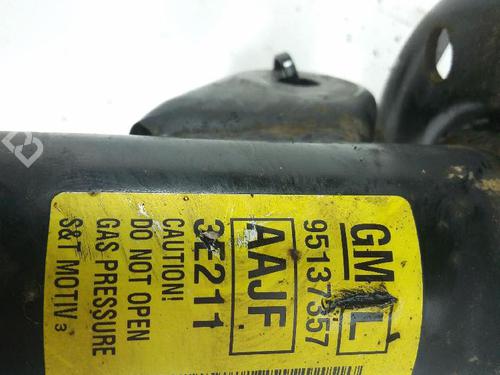 GM L
95137357
AAJF
3E211
CAUTION!
DO NOT OPEN
GAS PRESSURE
S&T MOTIV 3